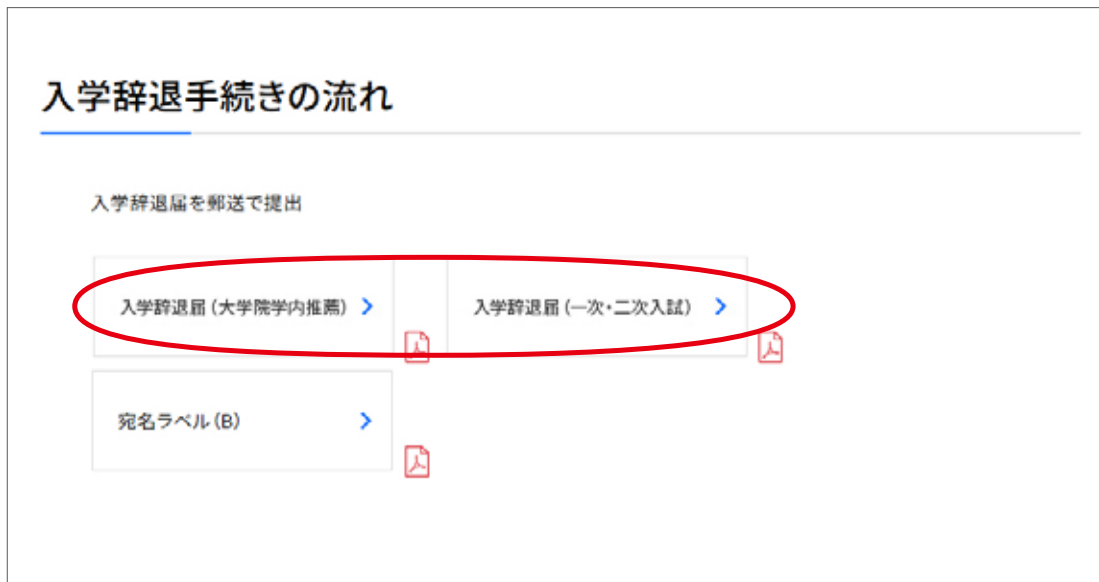 入学辞退手続きの流れ
入学辞退届を郵送で提出
入学辞退届(大学院学内推薦)
入学辞退届(一次・二次入試)
宛名ラベル(B)